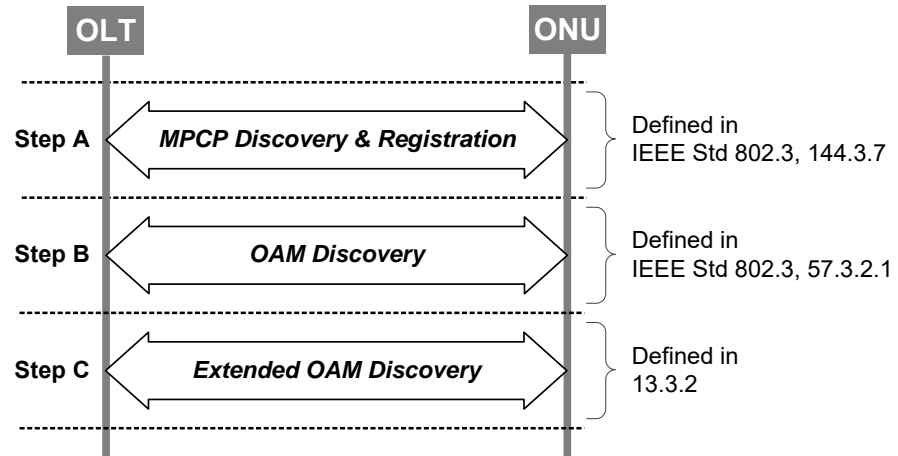 OLT
ONU
Step A
MPCP Discovery & Registration
Defined in
IEEE Std 802.3, 144.3.7
Step B
OAM Discovery
Defined in
IEEE Std 802.3, 57.3.2.1
Step C
Extended OAM Discovery
Defined in
13.3.2